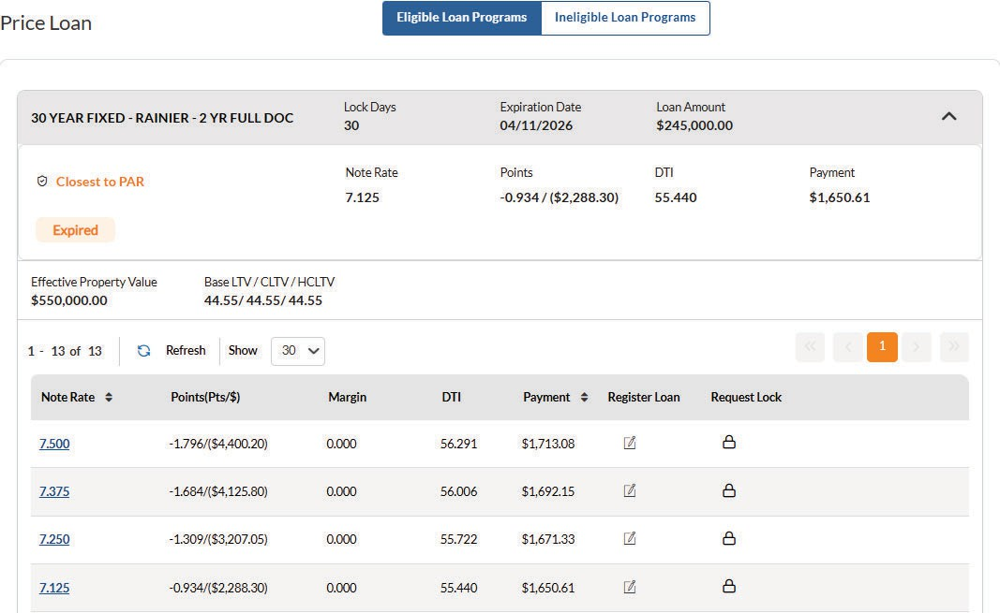 Price Loan
Eligible Loan Programs Ineligible Loan Programs
30 YEAR FIXED - RAINIER - 2 YR FULL DOC
Lock Days
30
Expiration Date
04/11/2026
Loan Amount
$245,000.00
Closest to PAR
Expired
Note Rate
7.125
Points
-0.934 / ($2,288.30)
DTI
55.440
Payment
$1,650.61
Effective Property Value
$550,000.00
Base LTV / CLTV / HCLTV
44.55/ 44.55/ 44.55
1 - 13 of 13 Refresh Show 30 « ‹ 1 › »
Note Rate Points(Pts/$) Margin DTI Payment Register Loan Request Lock
7.500 -1.796/($4,400.20) 0.000 56.291 $1,713.08
7.375 -1.684/($4,125.80) 0.000 56.006 $1,692.15
7.250 -1.309/($3,207.05) 0.000 55.722 $1,671.33
7.125 -0.934/($2,288.30) 0.000 55.440 $1,650.61